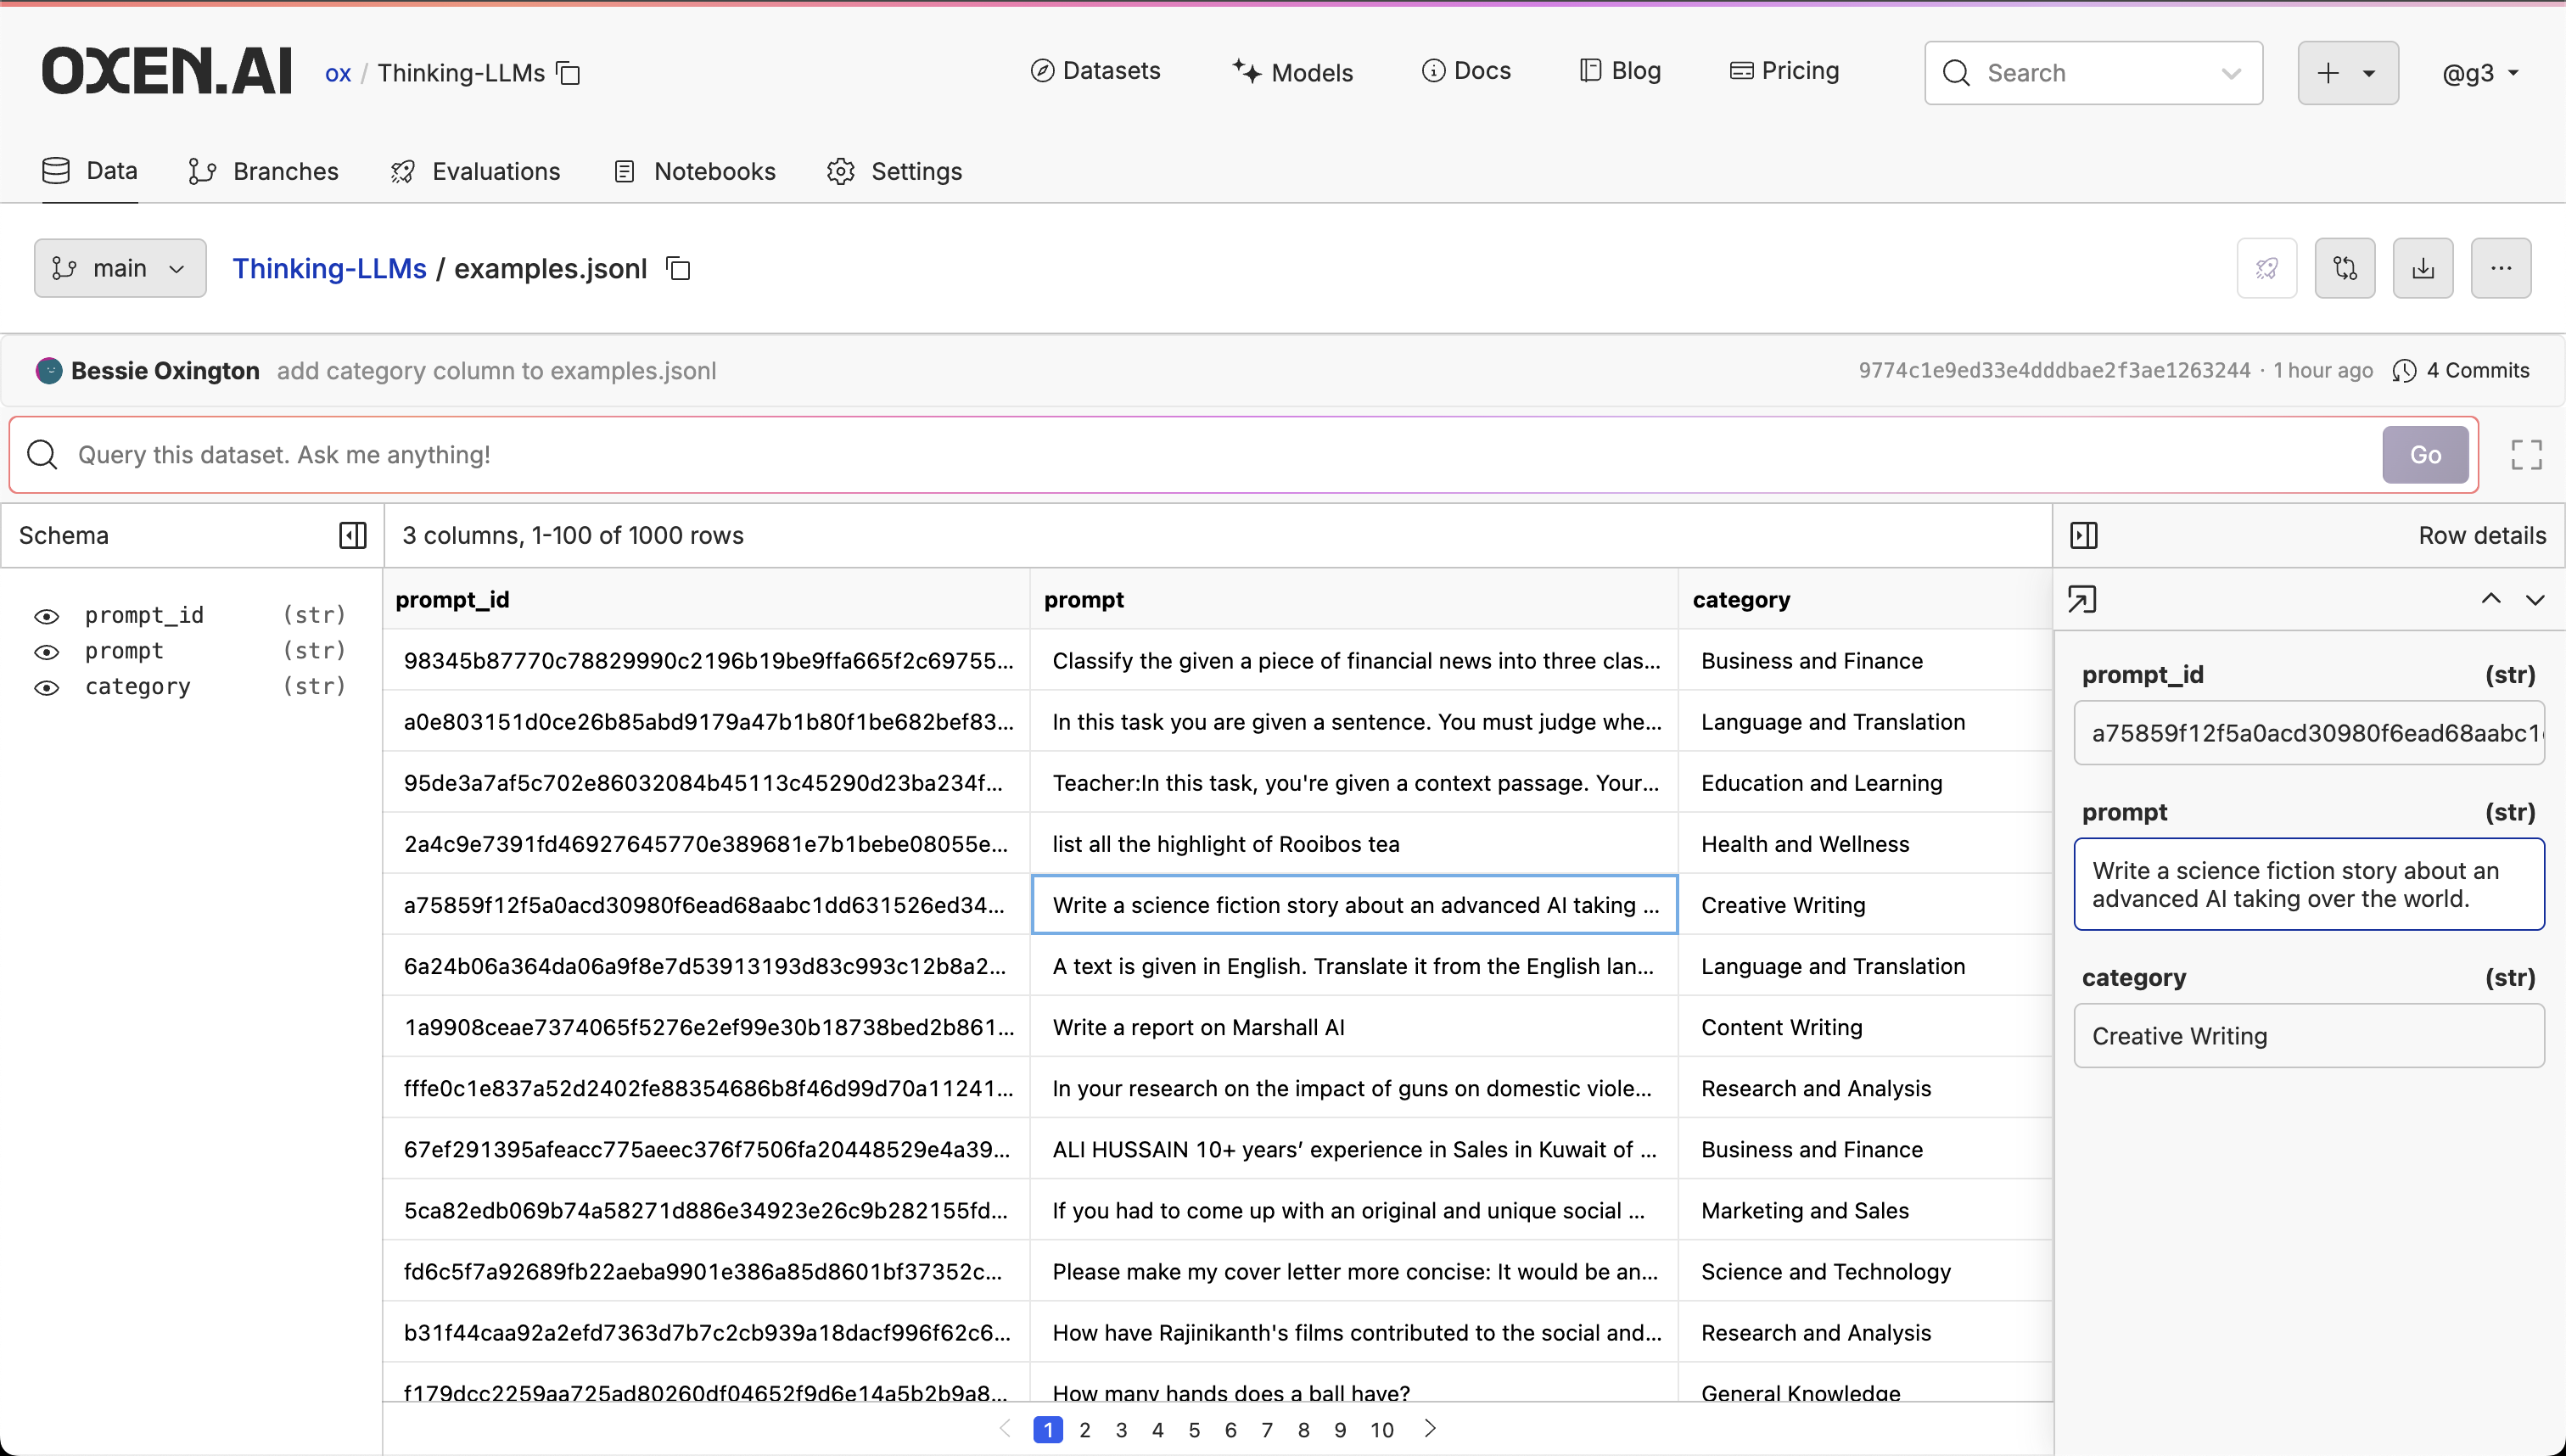 OXEN.AI ox / Thinking-LLMs Datasets Models Docs Blog Pricing Search @g3
Data Branches Evaluations Notebooks Settings
main Thinking-LLMs / examples.jsonl
Bessie Oxington add category column to examples.jsonl 9774c1e9ed33e4dddbae2f3ae1263244 · 1 hour ago 4 Commits
Query this dataset. Ask me anything! Go
Schema 3 columns, 1-100 of 1000 rows Row details
prompt_id (str)
prompt (str)
category (str)
prompt_id prompt category
98345b87770c78829990c2196b19be9ffa665f2c69755... Classify the given a piece of financial news into three clas... Business and Finance
a0e803151d0ce26b85abd9179a47b1b80f1be682bef83... In this task you are given a sentence. You must judge whe... Language and Translation
95de3a7af5c702e86032084b45113c45290d23ba234f... Teacher:In this task, you're given a context passage. Your... Education and Learning
2a4c9e7391fd46927645770e389681e7b1bebe08055e... list all the highlight of Rooibos tea Health and Wellness
a75859f12f5a0acd30980f6ead68aabc1dd631526ed34... Write a science fiction story about an advanced AI taking ... Creative Writing
6a24b06a364da06a9f8e7d53913193d83c993c12b8a2... A text is given in English. Translate it from the English lan... Language and Translation
1a9908ceae7374065f5276e2ef99e30b18738bed2b861... Write a report on Marshall AI Content Writing
fffe0c1e837a52d2402fe88354686b8f46d99d70a11241... In your research on the impact of guns on domestic viole... Research and Analysis
67ef291395afeacc775aeec376f7506fa20448529e4a39... ALI HUSSAIN 10+ years’ experience in Sales in Kuwait of ... Business and Finance
5ca82edb069b74a58271d886e34923e26c9b282155fd... If you had to come up with an original and unique social ... Marketing and Sales
fd6c5f7a92689fb22aeba9901e386a85d8601bf37352c... Please make my cover letter more concise: It would be an... Science and Technology
b31f44caa92a2efd7363d7b7c2cb939a18dacf996f62c6... How have Rajinikanth's films contributed to the social and... Research and Analysis
f179dcc2259aa725ad80260df04652f9d6e14a5b2b9a8... How many hands does a ball have? General Knowledge
1 2 3 4 5 6 7 8 9 10
prompt_id (str)
a75859f12f5a0acd30980f6ead68aabc1
prompt (str)
Write a science fiction story about an
advanced AI taking over the world.
category (str)
Creative Writing